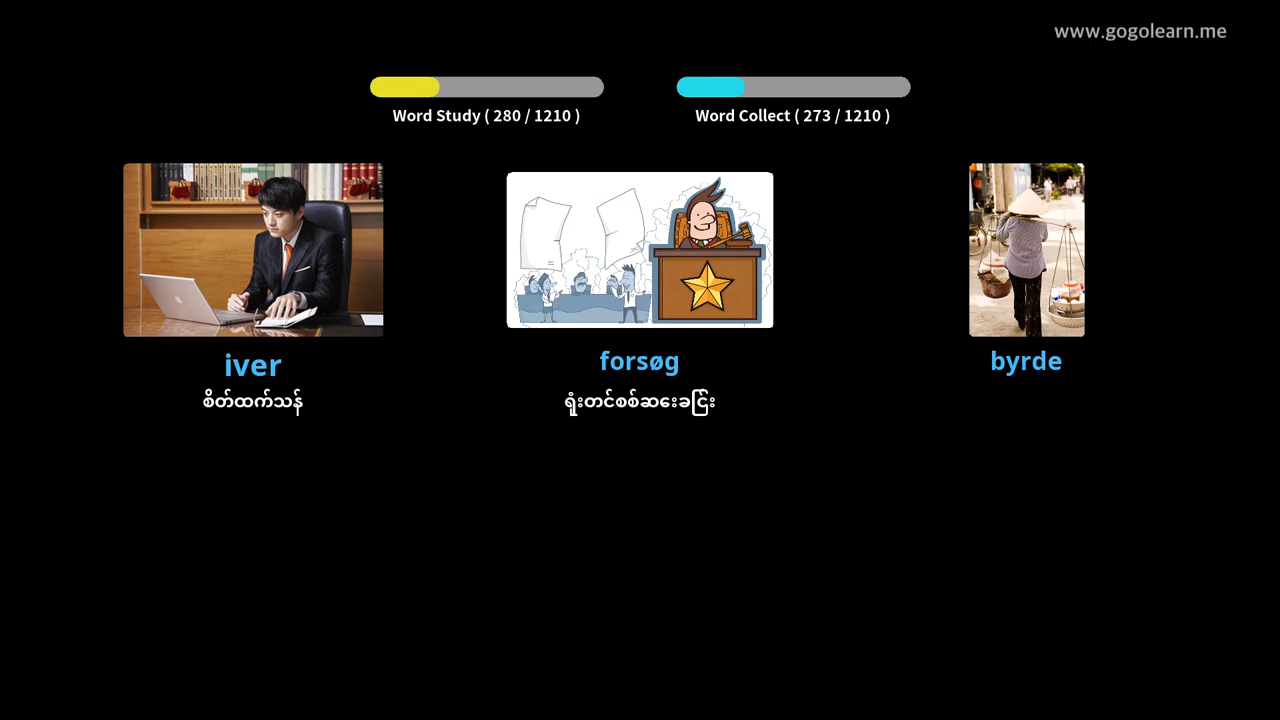 www.gogolearn.me
Word Study ( 280 / 1210 )
Word Collect ( 273 / 1210 )
iver
forsøg
byrde
စိတ်ထက်သန်
ရုံးတင်စစ်ဆေးခြင်း